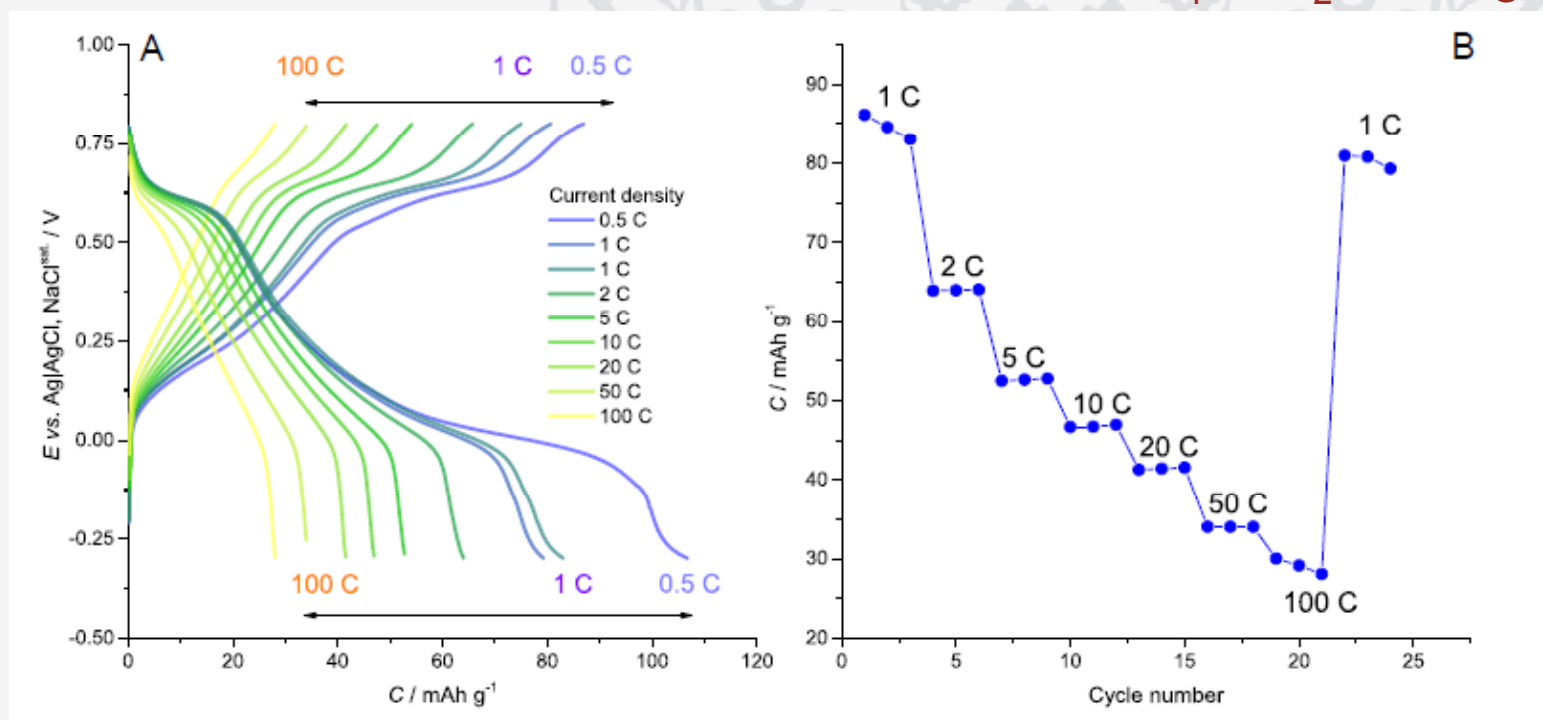 2
A
100 C
1 C
0.5 C
1.00
0.75
0.50
0.25
0.00
-0.25
-0.50
E vs. Ag|AgCl, NaClsat. / V
Current density
0.5 C
1 C
1 C
2 C
5 C
10 C
20 C
50 C
100 C
100 C
1 C
0.5 C
0
20
40
60
80
100
120
C / mAh g-1
B
90
80
70
60
50
40
30
20
C / mAh g-1
1 C
2 C
5 C
10 C
20 C
50 C
100 C
1 C
0
5
10
15
20
25
Cycle number